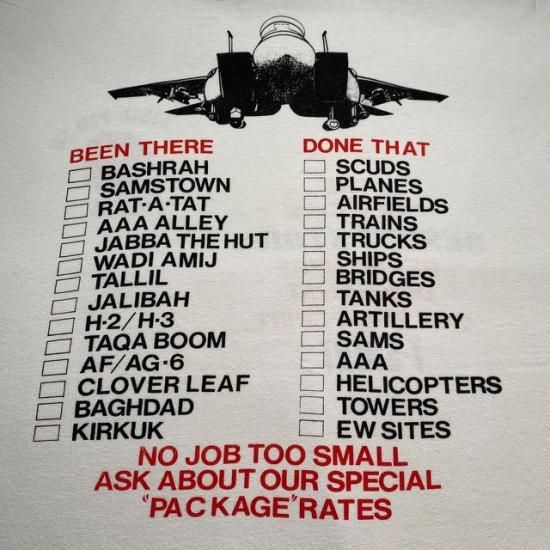 BEEN THERE
BASHRAH
SAMSTOWN
RAT-A-TAT
AAA ALLEY
JABBA THE HUT
WADI AMIJ
TALLIL
JALIBAH
H-2/H-3
TAQA BOOM
AF/AG-6
CLOVER LEAF
BAGHDAD
KIRKUK
DONE THAT
SCUDS
PLANES
AIRFIELDS
TRAINS
TRUCKS
SHIPS
BRIDGES
TANKS
ARTILLERY
SAMS
AAA
HELICOPTERS
TOWERS
EW SITES
NO JOB TOO SMALL
ASK ABOUT OUR SPECIAL
"PACKAGE" RATES